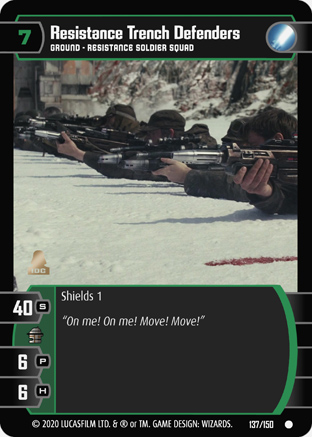 7
Resistance Trench Defenders
GROUND - RESISTANCE SOLDIER SQUAD
IDC
40 S
Shields 1
"On me! On me! Move! Move!"
6 P
6 H
© 2020 LUCASFILM LTD. & ® or TM. GAME DESIGN: WIZARDS. 137/150